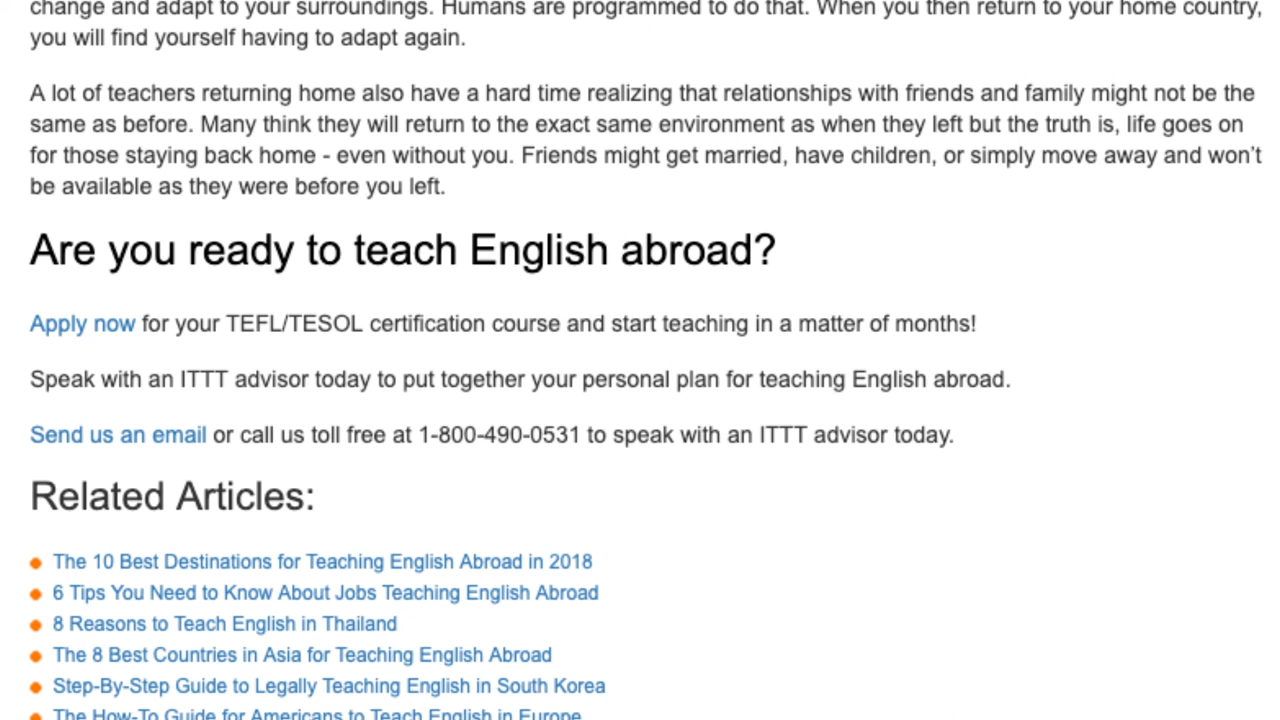 change and adapt to your surroundings. Humans are programmed to do that. When you then return to your home country,
you will find yourself having to adapt again.
A lot of teachers returning home also have a hard time realizing that relationships with friends and family might not be the
same as before. Many think they will return to the exact same environment as when they left but the truth is, life goes on
for those staying back home - even without you. Friends might get married, have children, or simply move away and won't
be available as they were before you left.
Are you ready to teach English abroad?
Apply now for your TEFL/TESOL certification course and start teaching in a matter of months!
Speak with an ITTT advisor today to put together your personal plan for teaching English abroad.
Send us an email or call us toll free at 1-800-490-0531 to speak with an ITTT advisor today.
Related Articles:
The 10 Best Destinations for Teaching English Abroad in 2018
6 Tips You Need to Know About Jobs Teaching English Abroad
8 Reasons to Teach English in Thailand
The 8 Best Countries in Asia for Teaching English Abroad
Step-By-Step Guide to Legally Teaching English in South Korea
The How-To Guide for Americans to Teach English in Europe